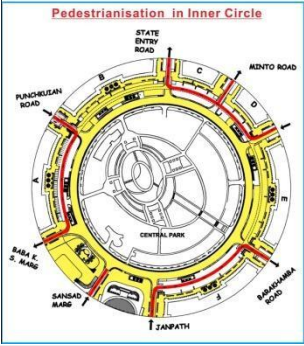 Pedestrianisation in Inner Circle
STATE
ENTRY
ROAD
MINTO ROAD
B
C
PUNCHKUIAN
ROAD
D
A
E
CENTRAL PARK
BABA K.
S. MARG
F
BARAKHAMBA
ROAD
SANSAD
MARG
JANPATH